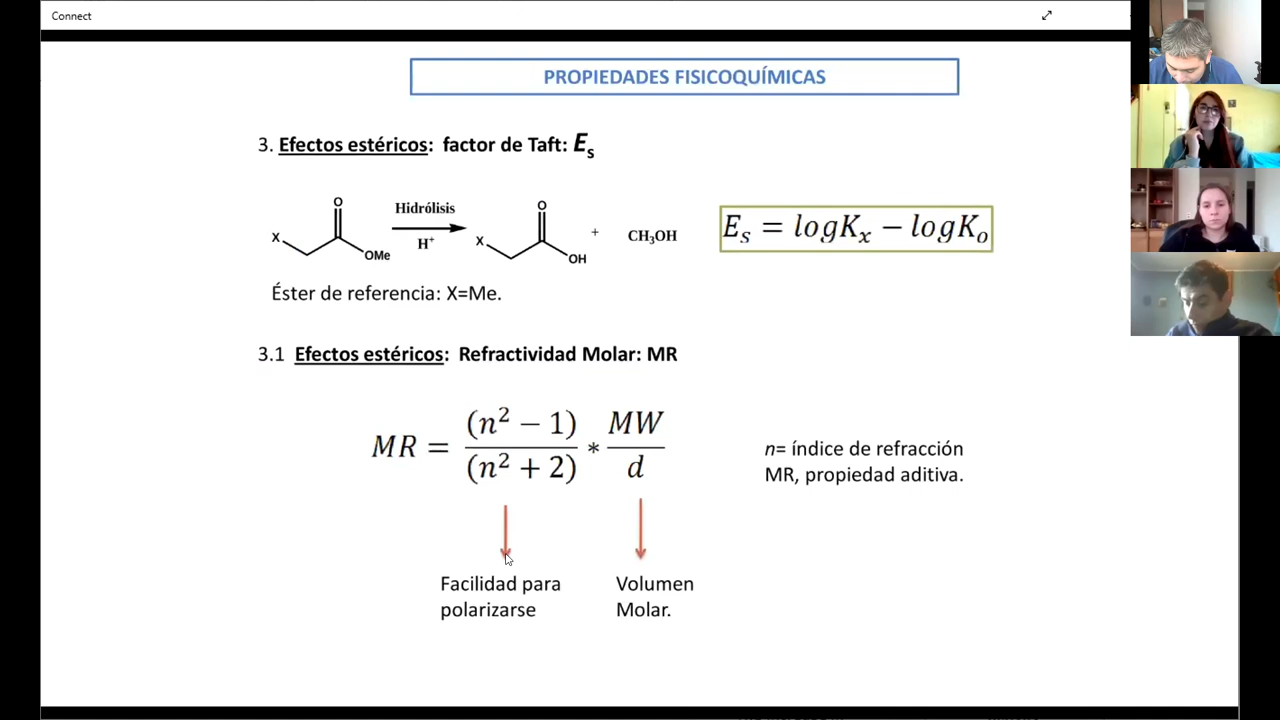 Connect
PROPIEDADES FISICOQUÍMICAS
3. Efectos estéricos: factor de Taft: Es
O
X
OMe
Hidrólisis
H+
O
X
OH
+
CH3OH
Es = logKx − logKo
Éster de referencia: X=Me.
3.1 Efectos estéricos: Refractividad Molar: MR
MR = (n² − 1)/(n² + 2) * MW/d
n= índice de refracción
MR, propiedad aditiva.
Facilidad para
polarizarse
Volumen
Molar.